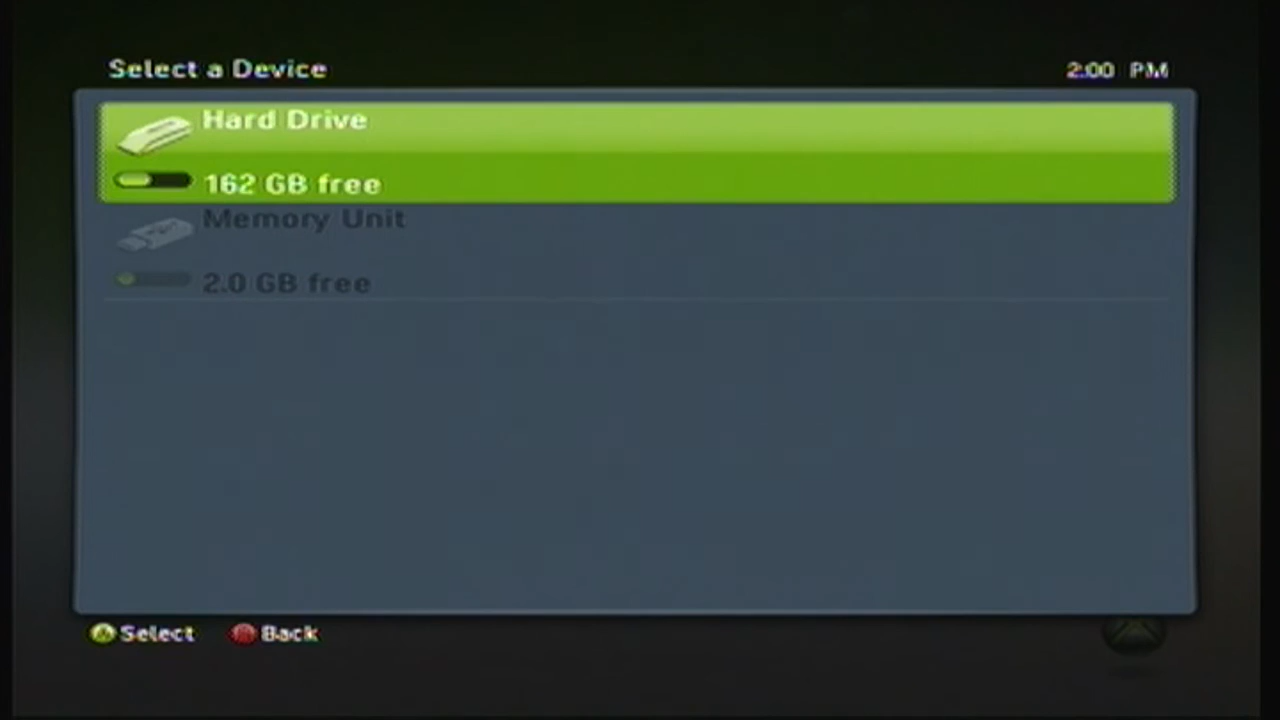 Select a Device
2:00 PM
Hard Drive
162 GB free
Memory Unit
2.0 GB free
Select
Back